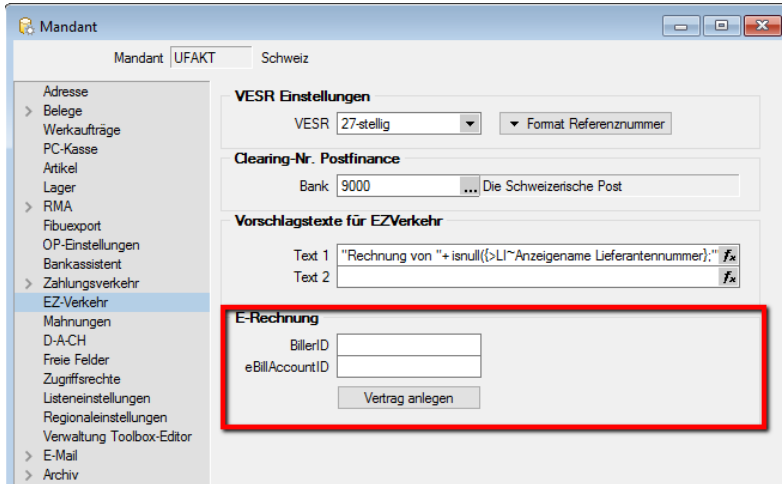 Mandant
Mandant UFAKT Schweiz
Adresse
Belege
Werkaufträge
PC-Kasse
Artikel
Lager
RMA
Fibuexport
OP-Einstellungen
Bankassistent
Zahlungsverkehr
EZ-Verkehr
Mahnungen
D-A-CH
Freie Felder
Zugriffsrechte
Listeneinstellungen
Regionaleinstellungen
Verwaltung Toolbox-Editor
E-Mail
Archiv
VESR Einstellungen
VESR 27-stellig Format Referenznummer
Clearing-Nr. Postfinance
Bank 9000 ... Die Schweizerische Post
Vorschlagstexte für EZVerkehr
Text 1 "Rechnung von "+ isnull({>LI~Anzeigename Lieferantennummer};" fx
Text 2 fx
E-Rechnung
BillerID
eBillAccountID
Vertrag anlegen